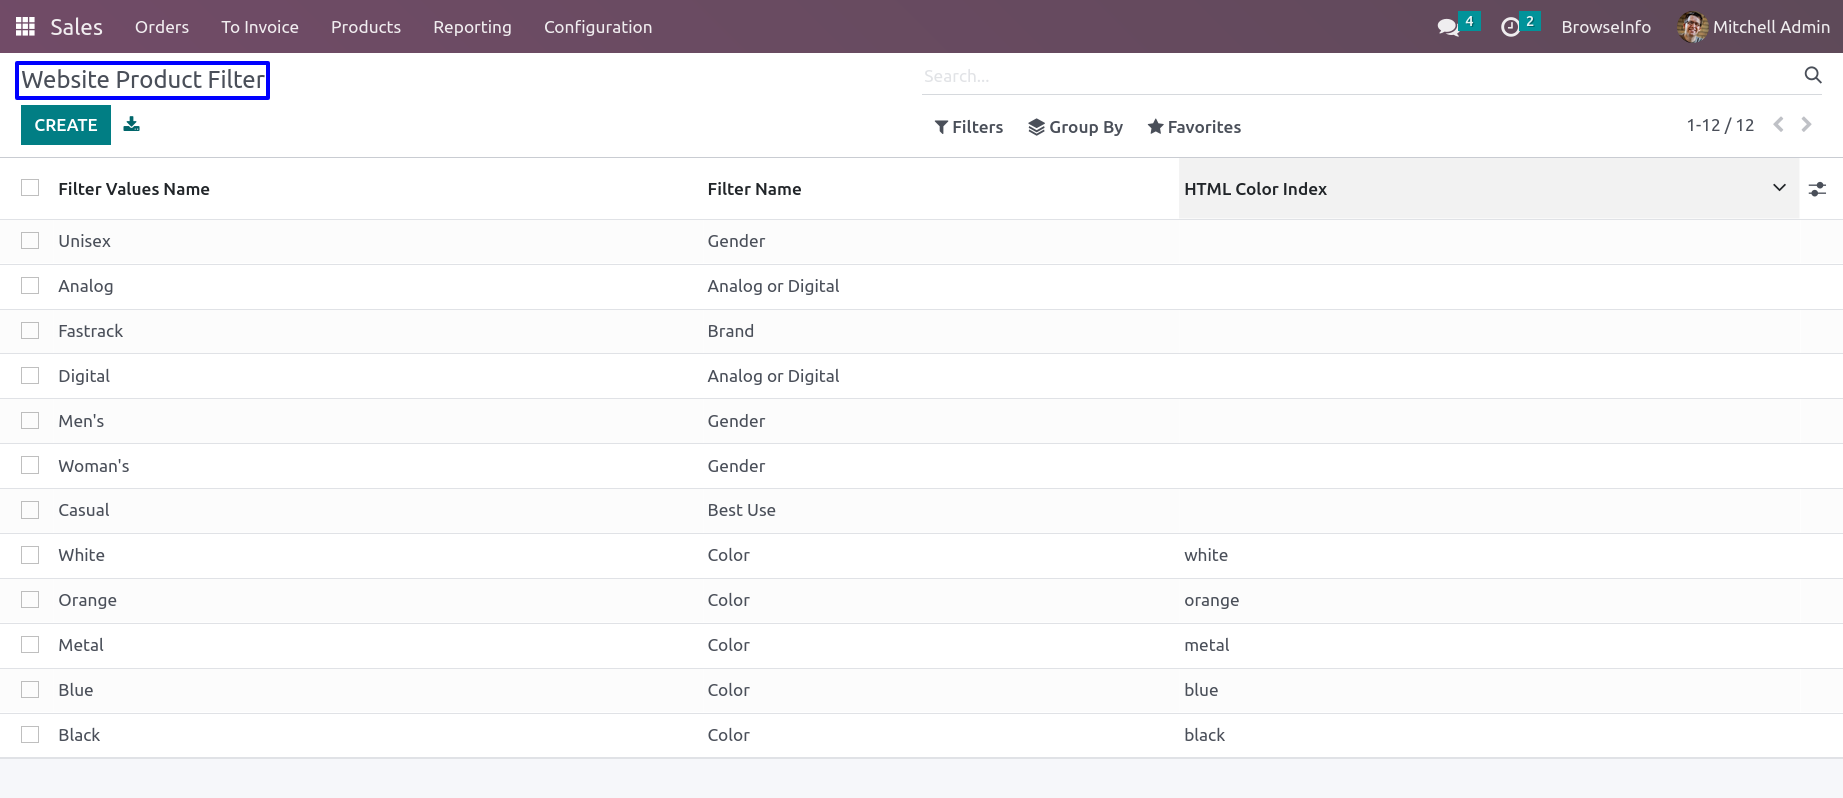 Sales Orders To Invoice Products Reporting Configuration 4 2 BrowseInfo Mitchell Admin
Website Product Filter Search...
CREATE Filters Group By Favorites 1-12 / 12
Filter Values Name Filter Name HTML Color Index
Unisex Gender
Analog Analog or Digital
Fastrack Brand
Digital Analog or Digital
Men's Gender
Woman's Gender
Casual Best Use
White Color white
Orange Color orange
Metal Color metal
Blue Color blue
Black Color black